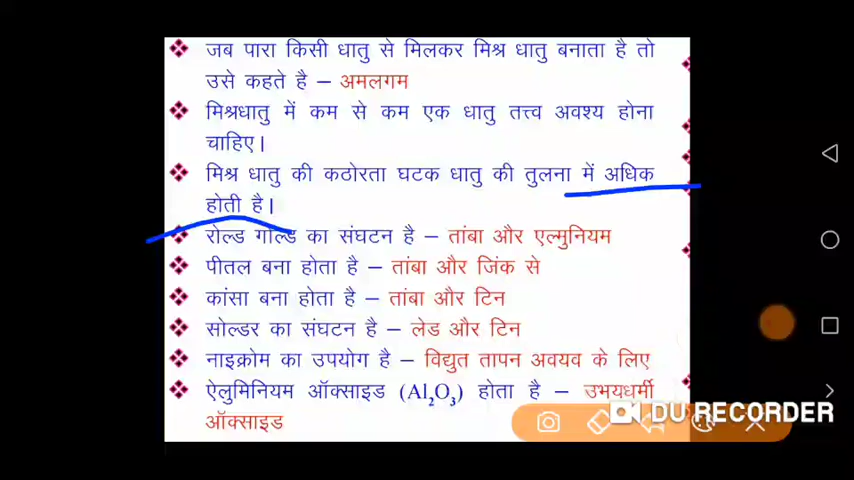 ❖ जब पारा किसी धातु से मिलकर मिश्र धातु बनाता है तो
उसे कहते है – अमलगम
❖ मिश्रधातु में कम से कम एक धातु तत्त्व अवश्य होना
चाहिए।
❖ मिश्र धातु की कठोरता घटक धातु की तुलना में अधिक
होती है।
❖ रोल्ड गोल्ड का संघटन है – तांबा और एल्मुनियम
❖ पीतल बना होता है – तांबा और जिंक से
❖ कांसा बना होता है – तांबा और टिन
❖ सोल्डर का संघटन है – लेड और टिन
❖ नाइक्रोम का उपयोग है – विद्युत तापन अवयव के लिए
❖ ऐलुमिनियम ऑक्साइड (Al₂O₃) होता है – उभयधर्मी
ऑक्साइड
DU RECORDER